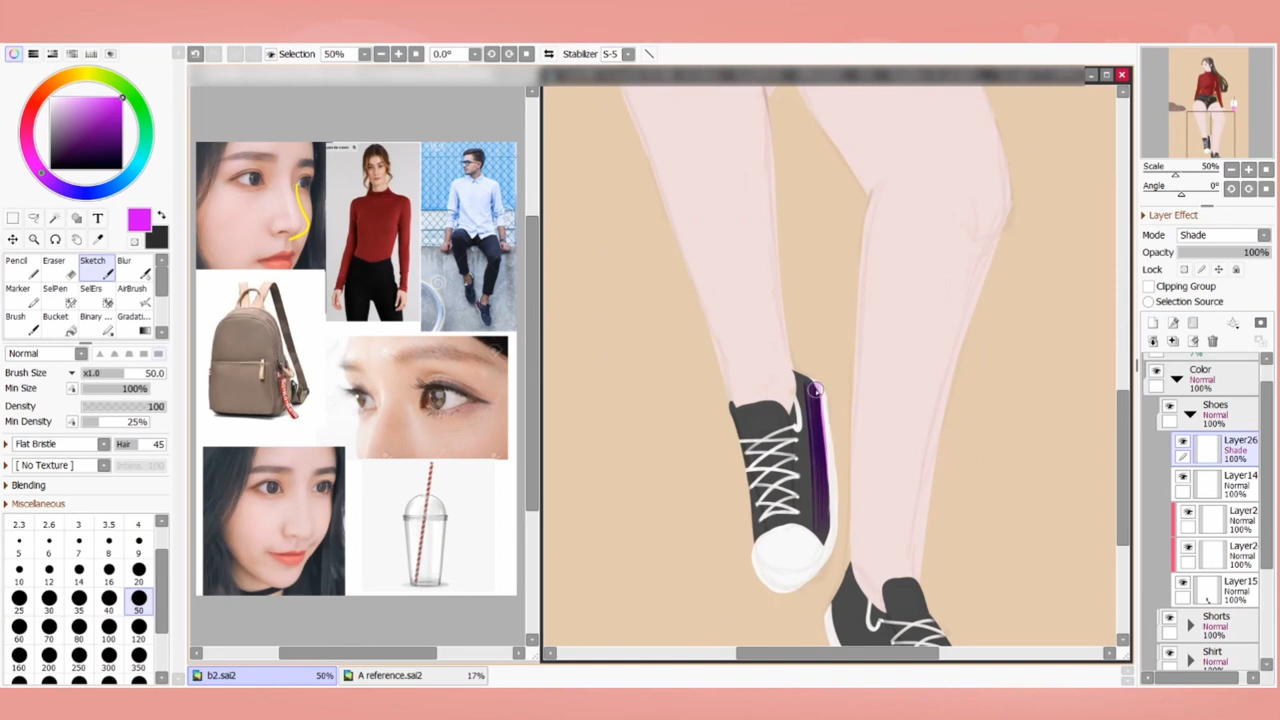 Selection
50%
0.0°
Stabilizer
S-5
T
Pencil
Eraser
Sketch
Blur
Marker
SelPen
SelErs
AirBrush
Brush
Bucket
Binary ...
Gradati...
Normal
Brush Size
x1.0
50.0
Min Size
100%
Density
100
Min Density
25%
Flat Bristle
Hair
45
[ No Texture ]
Blending
Miscellaneous
2.3
2.6
3
3.5
4
5
6
7
8
9
10
12
14
16
20
25
30
35
40
50
60
70
80
100
120
160
200
250
300
350
b2.sai2
50%
A reference.sai2
17%
Scale
50%
Angle
0°
Layer Effect
Mode
Shade
Opacity
100%
Lock
Clipping Group
Selection Source
Color
Normal
100%
Shoes
Normal
100%
Layer26
Shade
100%
Layer14
Normal
100%
Layer2
Normal
100%
Layer2
Normal
100%
Layer15
Normal
100%
Shorts
Normal
100%
Shirt
Normal
100%